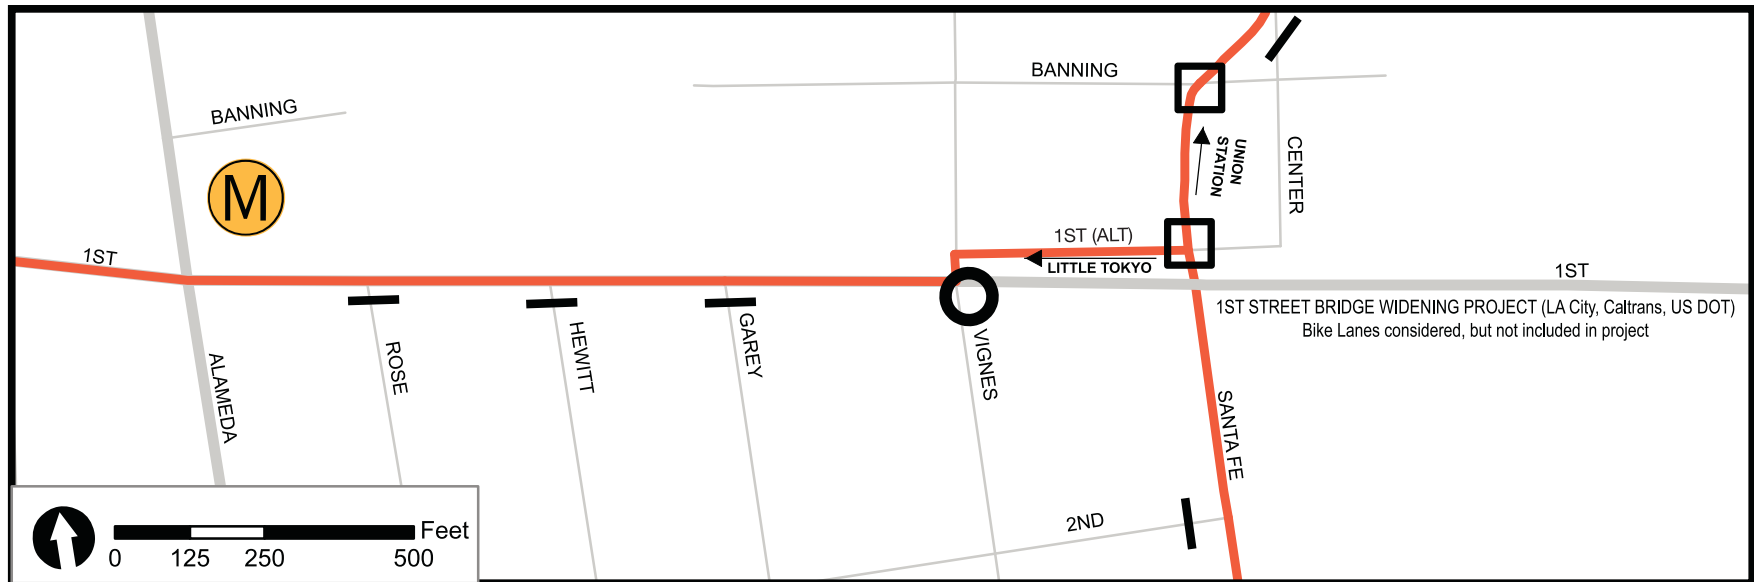 BANNING
BANNING
M
UNION
STATION
CENTER
1ST
1ST (ALT)
LITTLE TOKYO
1ST
1ST STREET BRIDGE WIDENING PROJECT (LA City, Caltrans, US DOT)
Bike Lanes considered, but not included in project
ALAMEDA
ROSE
HEWITT
GAREY
VIGNES
SANTA FE
2ND
Feet
0 125 250 500